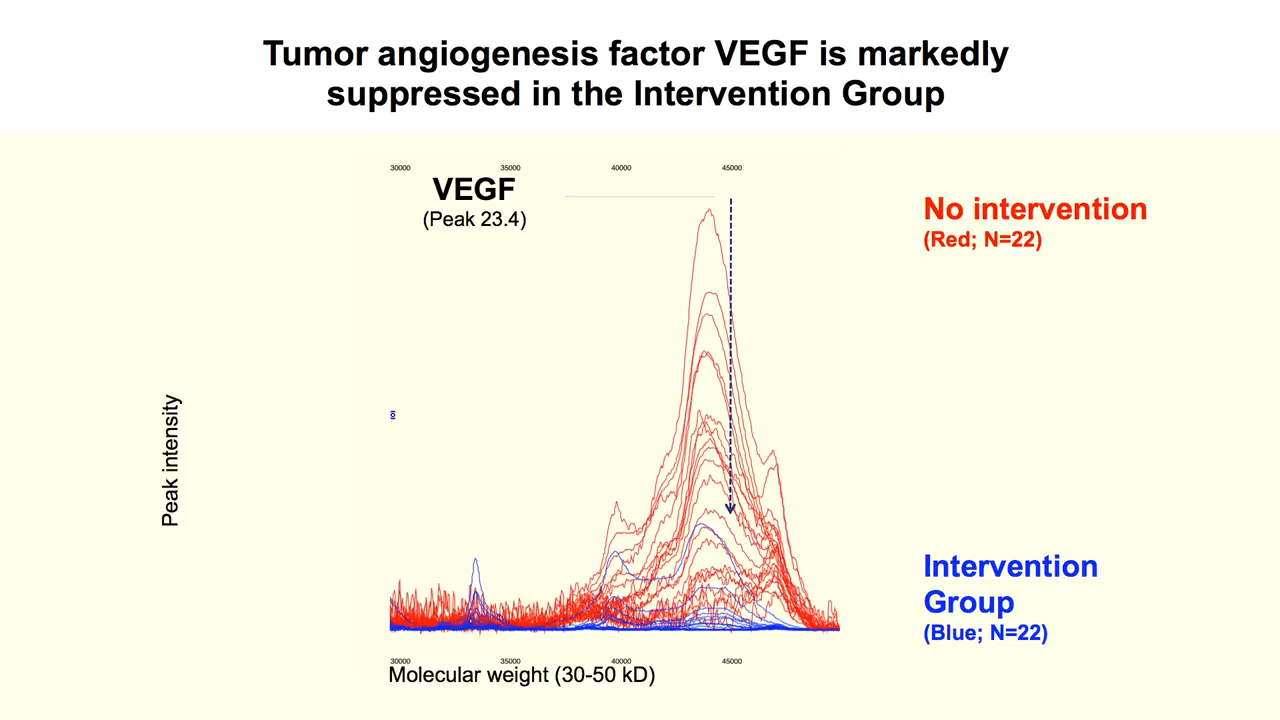 Tumor angiogenesis factor VEGF is markedly
suppressed in the Intervention Group
30000 35000 40000 45000
VEGF
(Peak 23.4)
No intervention
(Red; N=22)
Peak intensity
Intervention
Group
(Blue; N=22)
30000 35000 40000 45000
Molecular weight (30-50 kD)